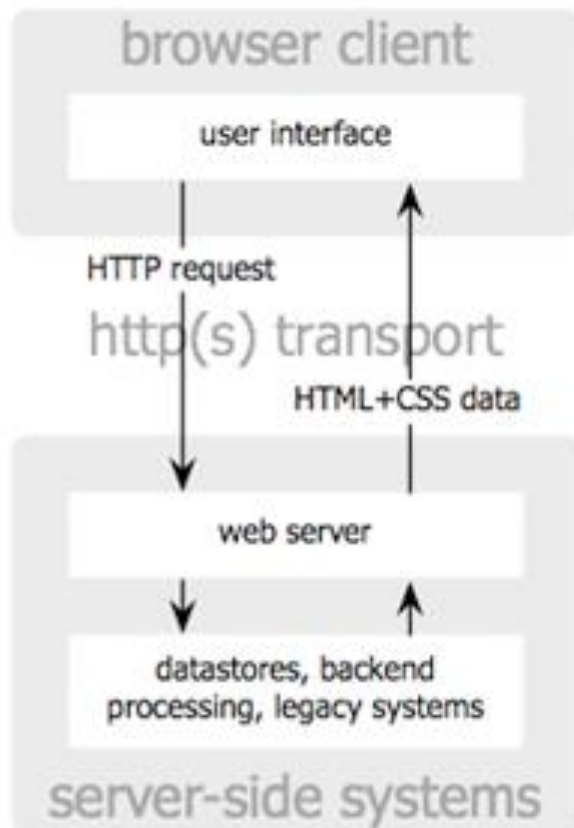 browser client
user interface
HTTP request
http(s) transport
HTML+CSS data
web server
datastores, backend
processing, legacy systems
server-side systems